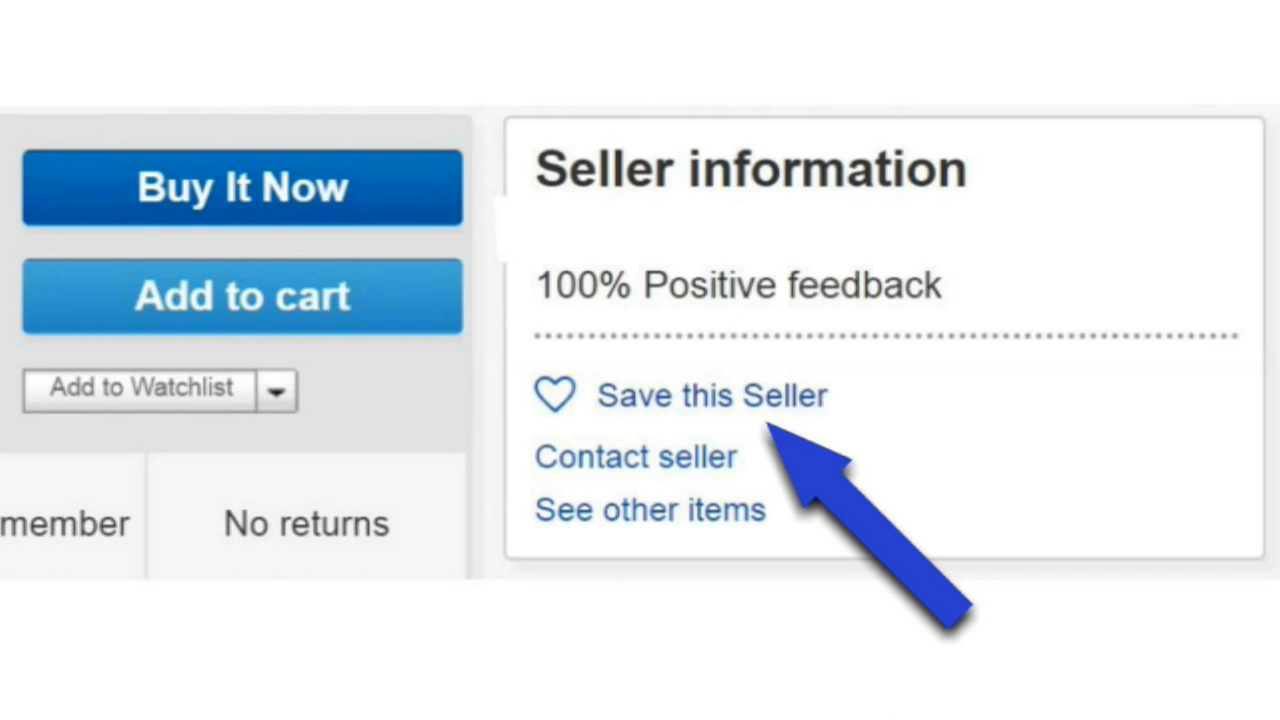 Buy It Now
Add to cart
Add to Watchlist
member
No returns
Seller information
100% Positive feedback
Save this Seller
Contact seller
See other items